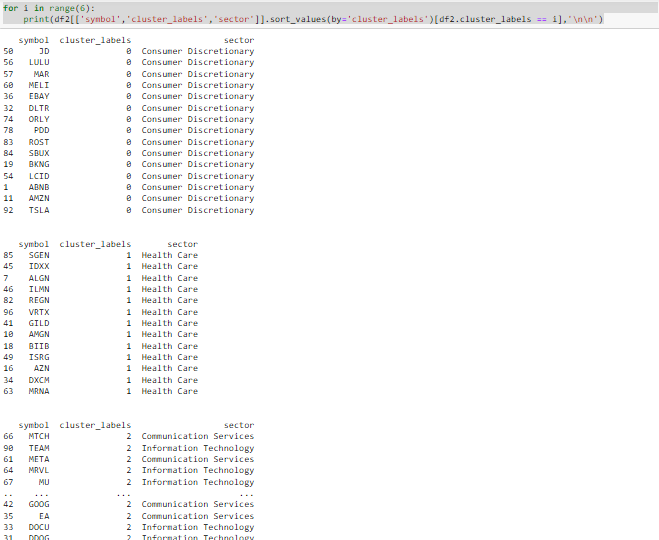 for i in range(6):
    print(df2[['symbol','cluster_labels','sector']].sort_values(by='cluster_labels')[df2.cluster_labels == i],'\n\n')
symbol cluster_labels sector
50 JD 0 Consumer Discretionary
56 LULU 0 Consumer Discretionary
57 MAR 0 Consumer Discretionary
60 MELI 0 Consumer Discretionary
36 EBAY 0 Consumer Discretionary
32 DLTR 0 Consumer Discretionary
74 ORLY 0 Consumer Discretionary
78 PDD 0 Consumer Discretionary
83 ROST 0 Consumer Discretionary
84 SBUX 0 Consumer Discretionary
19 BKNG 0 Consumer Discretionary
54 LCID 0 Consumer Discretionary
1 ABNB 0 Consumer Discretionary
11 AMZN 0 Consumer Discretionary
92 TSLA 0 Consumer Discretionary
symbol cluster_labels sector
85 SGEN 1 Health Care
45 IDXX 1 Health Care
7 ALGN 1 Health Care
46 ILMN 1 Health Care
82 REGN 1 Health Care
96 VRTX 1 Health Care
41 GILD 1 Health Care
10 AMGN 1 Health Care
18 BIIB 1 Health Care
49 ISRG 1 Health Care
16 AZN 1 Health Care
34 DXCM 1 Health Care
63 MRNA 1 Health Care
symbol cluster_labels sector
66 MTCH 2 Communication Services
90 TEAM 2 Information Technology
61 META 2 Communication Services
64 MRVL 2 Information Technology
67 MU 2 Information Technology
.. ... ... ...
42 GOOG 2 Communication Services
35 EA 2 Communication Services
33 DOCU 2 Information Technology
31 DDOG 2 Information Technology